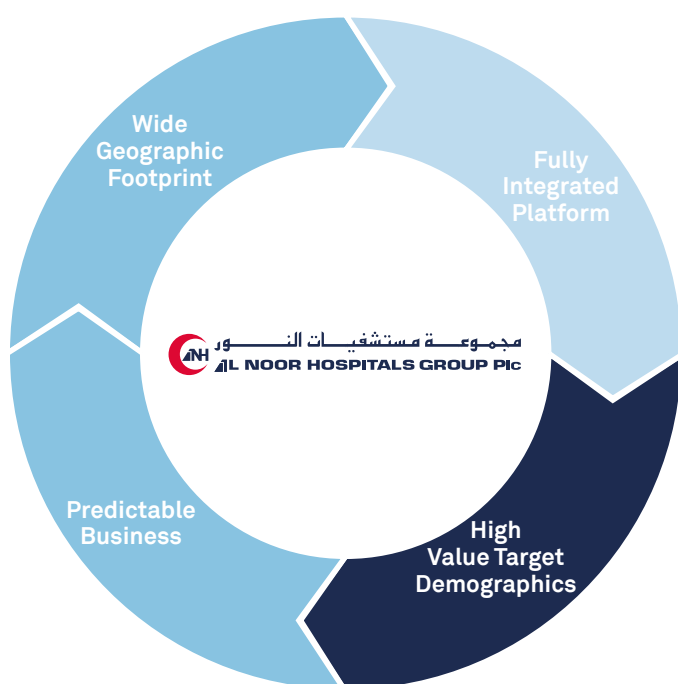 Wide
Geographic
Footprint
Fully
Integrated
Platform
مجموعة مستشفيات النور
NH
AL NOOR HOSPITALS GROUP Plc
Predictable
Business
High
Value Target
Demographics